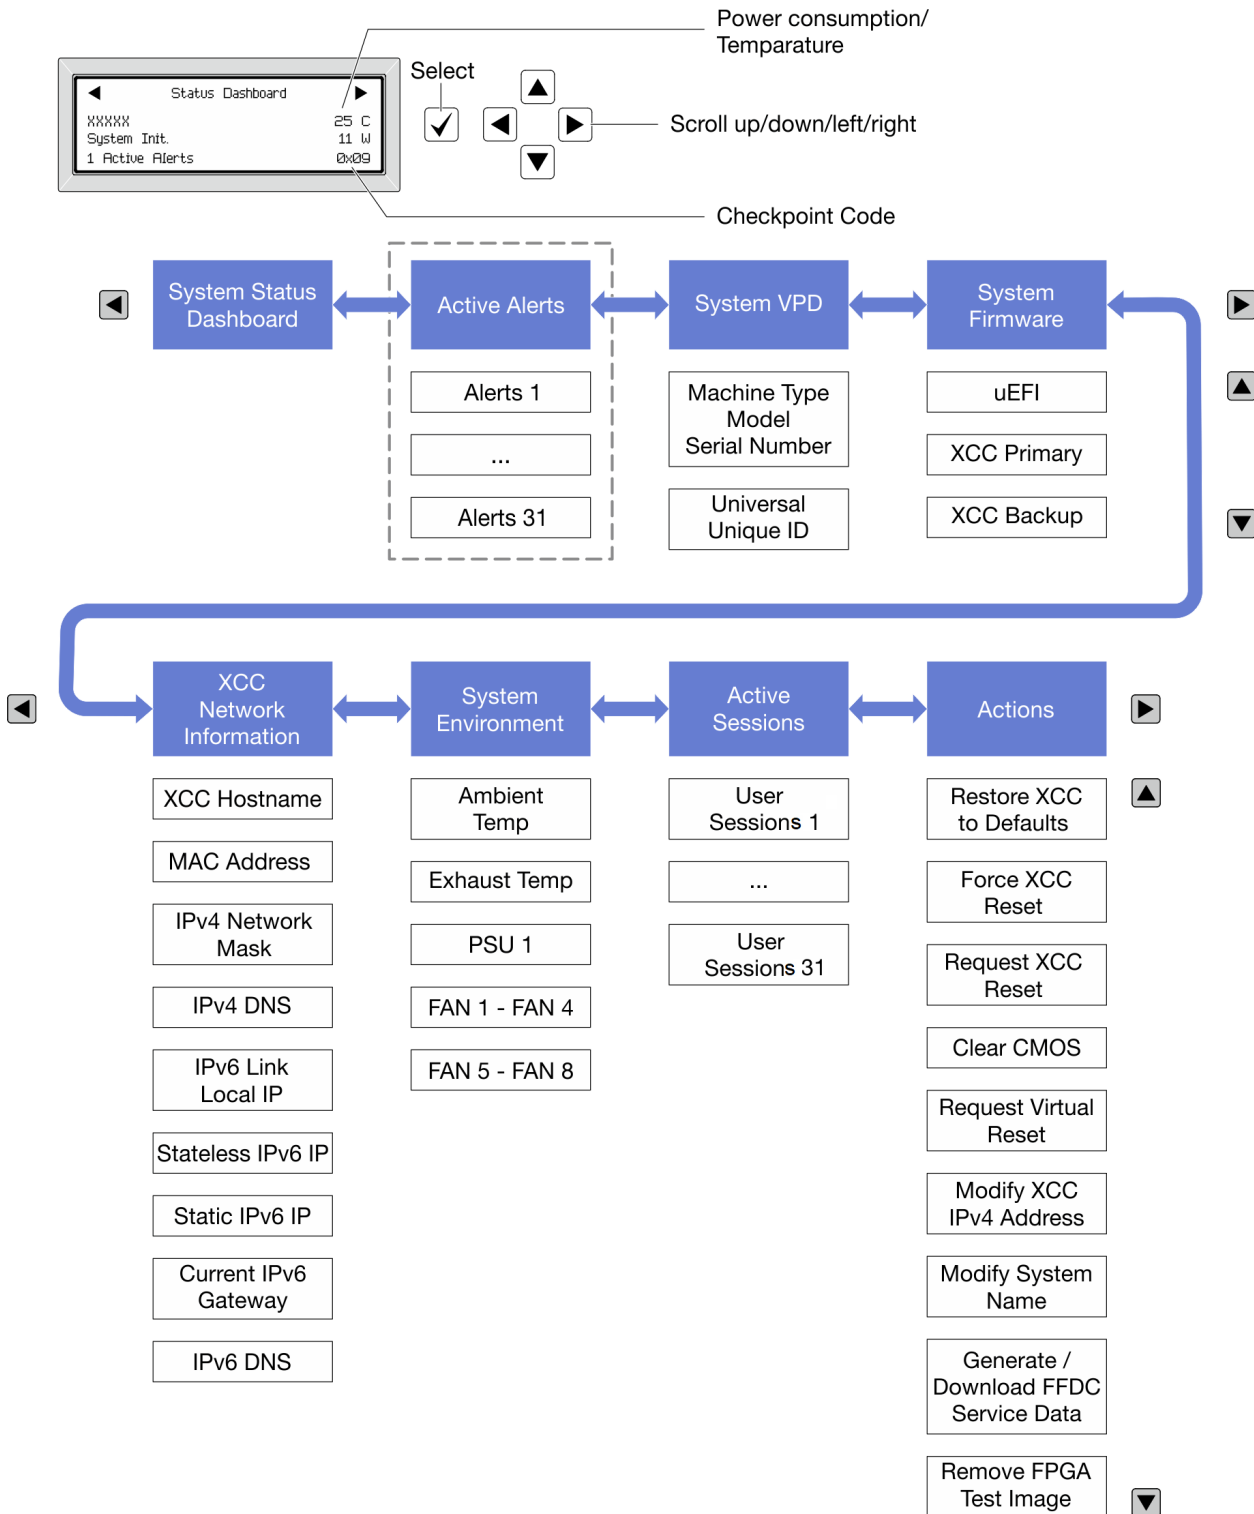 Power consumption/
Temparature
Select
Status Dashboard
XXXXX 25 C
System Init. 11 W
1 Active Alerts 0x09
Scroll up/down/left/right
Checkpoint Code
System Status
Dashboard
Active Alerts
System VPD
System
Firmware
Alerts 1
...
Alerts 31
Machine Type
Model
Serial Number
Universal
Unique ID
uEFI
XCC Primary
XCC Backup
XCC
Network
Information
System
Environment
Active
Sessions
Actions
XCC Hostname
MAC Address
IPv4 Network
Mask
IPv4 DNS
IPv6 Link
Local IP
Stateless IPv6 IP
Static IPv6 IP
Current IPv6
Gateway
IPv6 DNS
Ambient
Temp
Exhaust Temp
PSU 1
FAN 1 - FAN 4
FAN 5 - FAN 8
User
Sessions 1
...
User
Sessions 31
Restore XCC
to Defaults
Force XCC
Reset
Request XCC
Reset
Clear CMOS
Request Virtual
Reset
Modify XCC
IPv4 Address
Modify System
Name
Generate /
Download FFDC
Service Data
Remove FPGA
Test Image